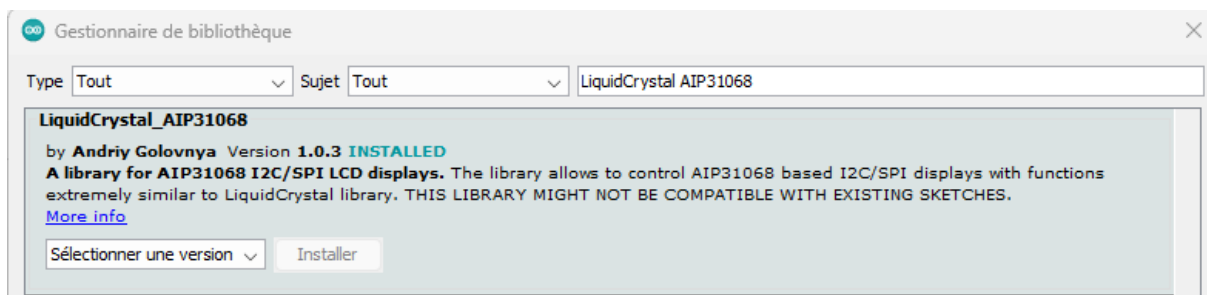 Gestionnaire de bibliothèque
Type Tout Sujet Tout LiquidCrystal AIP31068
LiquidCrystal_AIP31068
by Andriy Golovnya Version 1.0.3 INSTALLED
A library for AIP31068 I2C/SPI LCD displays. The library allows to control AIP31068 based I2C/SPI displays with functions
extremely similar to LiquidCrystal library. THIS LIBRARY MIGHT NOT BE COMPATIBLE WITH EXISTING SKETCHES.
More info
Sélectionner une version Installer